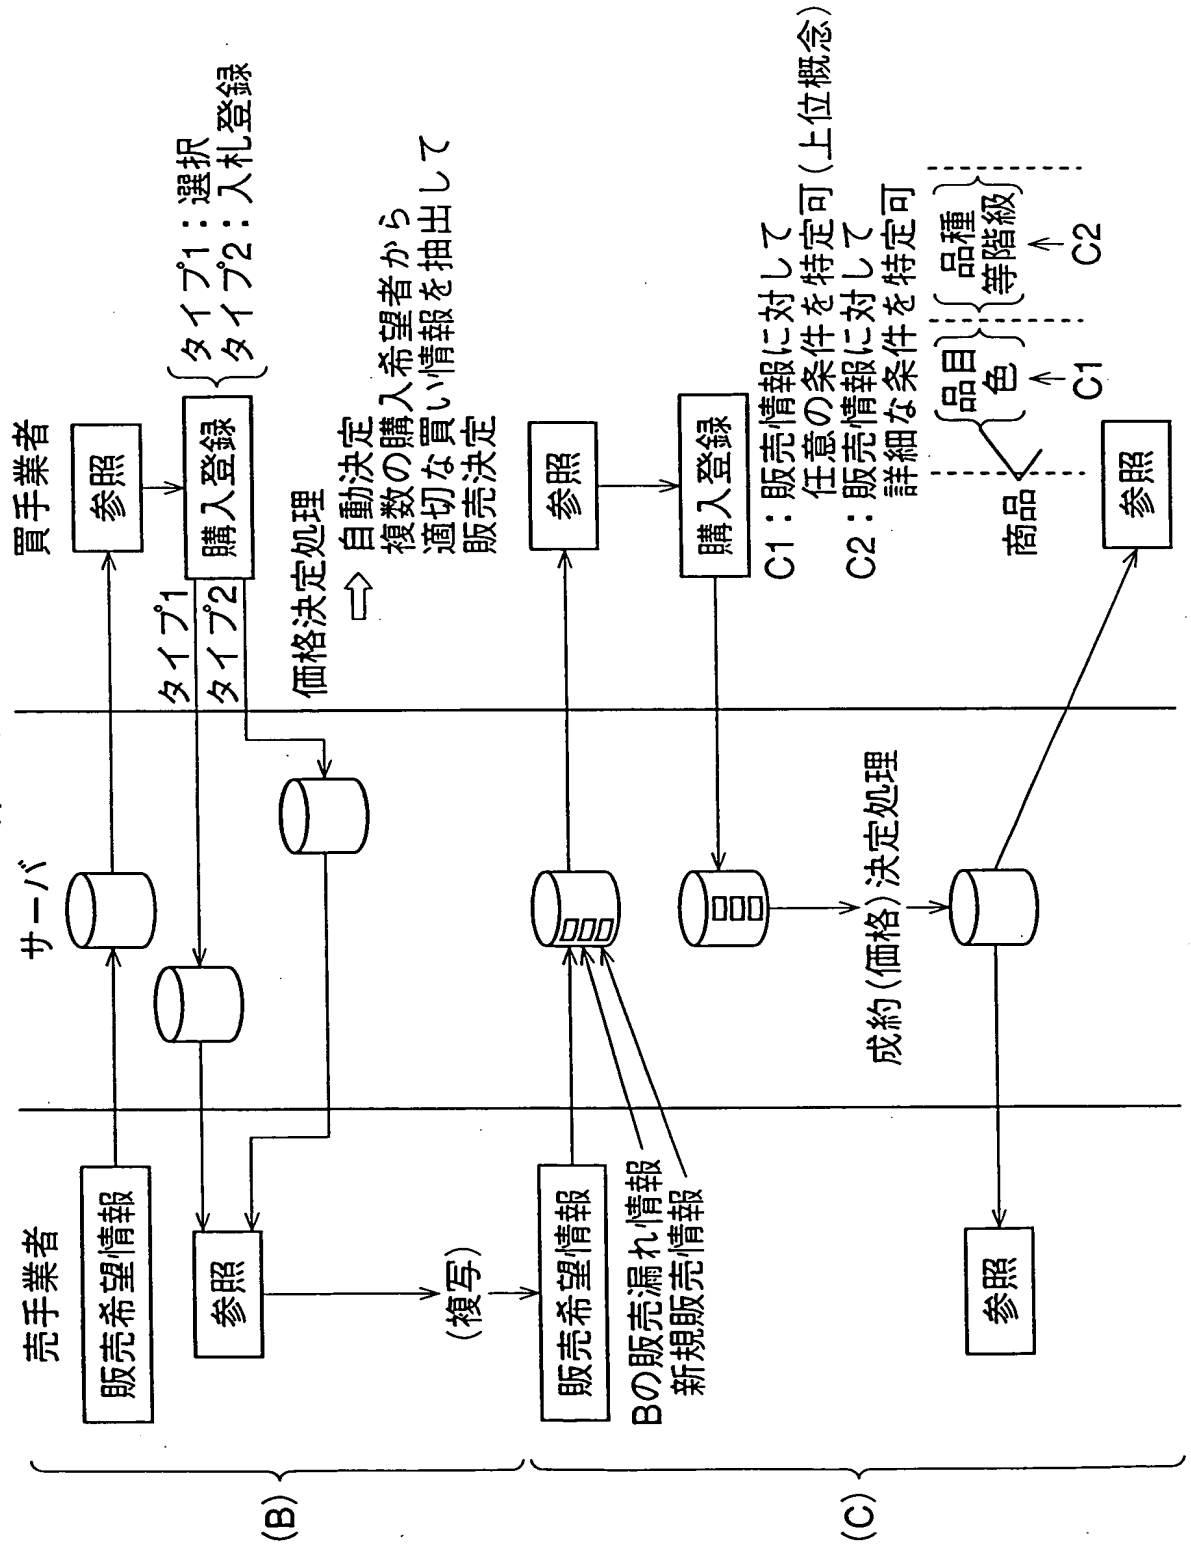 売手業者
サーバ
買手業者
(B)
販売希望情報
参照
購入登録
タイプ1：選択
タイプ2：入札登録
タイプ1
タイプ2
参照
価格決定処理
⇨ 自動決定
複数の購入希望者から
適切な買い情報を抽出して
販売決定
(複写)
(C)
販売希望情報
Bの販売漏れ情報
新規販売情報
参照
購入登録
C1：販売情報に対して
任意の条件を特定可(上位概念)
C2：販売情報に対して
詳細な条件を特定可
商品
品目
色
品種
等階級
C1
C2
成約(価格)決定処理
参照
参照